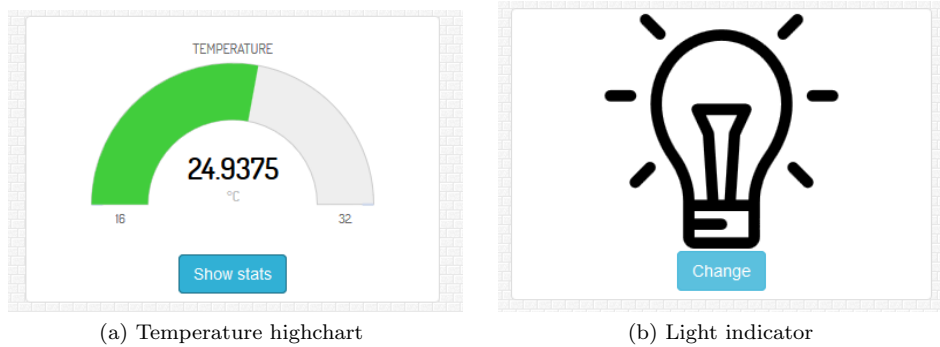 TEMPERATURE
24.9375
°C
16 32
Show stats
Change
(a) Temperature highchart
(b) Light indicator